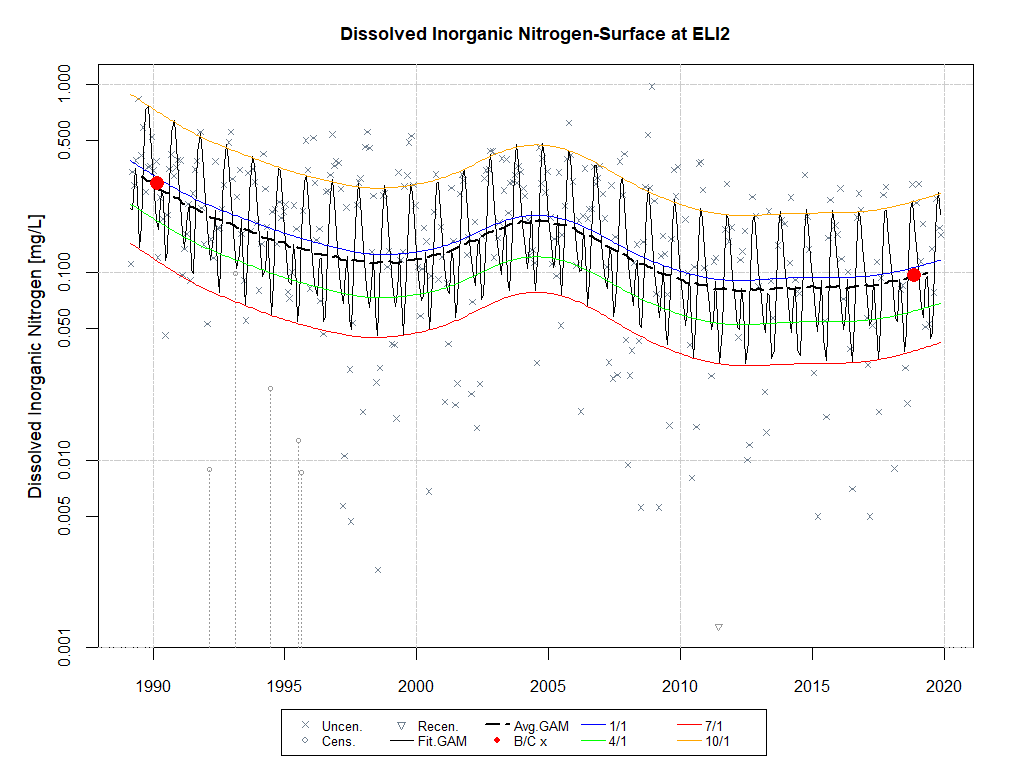 Dissolved Inorganic Nitrogen-Surface at ELI2
Dissolved Inorganic Nitrogen [mg/L]
1.000
0.500
0.100
0.050
0.010
0.005
0.001
1990 1995 2000 2005 2010 2015 2020
Uncen. Recen. Avg.GAM 1/1 7/1
Cens. Fit.GAM B/C x 4/1 10/1